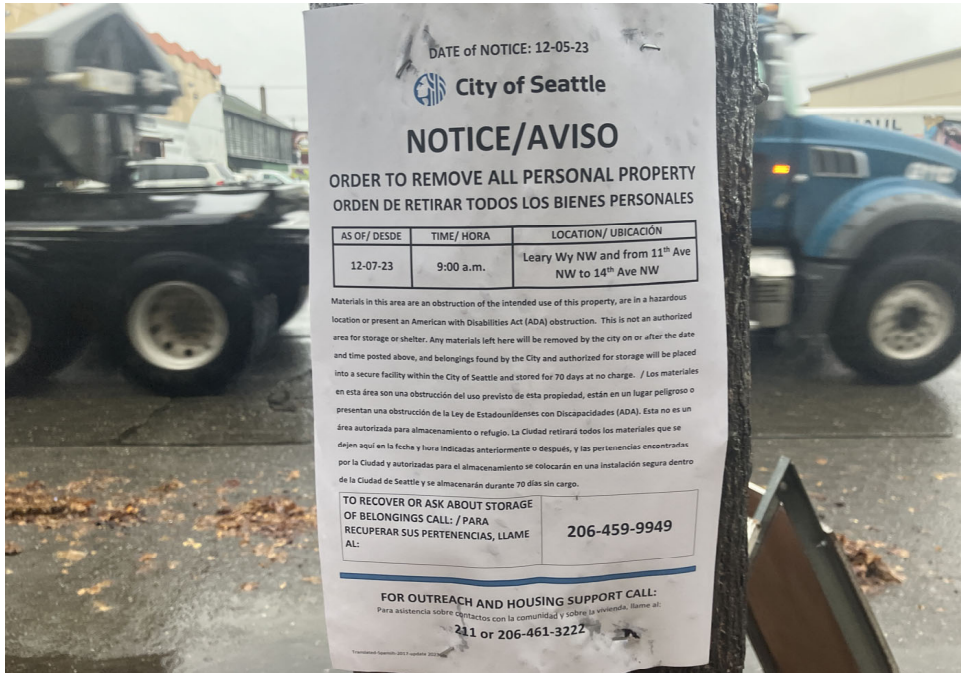 DATE of NOTICE: 12-05-23
City of Seattle
NOTICE/AVISO
ORDER TO REMOVE ALL PERSONAL PROPERTY
ORDEN DE RETIRAR TODOS LOS BIENES PERSONALES
AS OF/ DESDE
TIME/ HORA
LOCATION/ UBICACIÓN
12-07-23
9:00 a.m.
Leary Wy NW and from 11th Ave
NW to 14th Ave NW
Materials in this area are an obstruction of the intended use of this property, are in a hazardous
location or present an American with Disabilities Act (ADA) obstruction. This is not an authorized
area for storage or shelter. Any materials left here will be removed by the city on or after the date
and time posted above, and belongings found by the City and authorized for storage will be placed
into a secure facility within the City of Seattle and stored for 70 days at no charge. / Los materiales
en esta área son una obstrucción del uso previsto de esta propiedad, están en un lugar peligroso o
presentan una obstrucción de la Ley de Estadounidenses con Discapacidades (ADA). Esta no es un
área autorizada para almacenamiento o refugio. La Ciudad retirará todos los materiales que se
dejen aquí en la fecha y hora indicadas anteriormente o después, y las pertenencias encontradas
por la Ciudad y autorizadas para el almacenamiento se colocarán en una instalación segura dentro
de la Ciudad de Seattle y se almacenarán durante 70 días sin cargo.
TO RECOVER OR ASK ABOUT STORAGE
OF BELONGINGS CALL: / PARA
RECUPERAR SUS PERTENENCIAS, LLAME
AL:
206-459-9949
FOR OUTREACH AND HOUSING SUPPORT CALL:
Para asistencia sobre contactos con la comunidad y sobre la vivienda, llame al:
211 or 206-461-3222
Translated Spanish 2017-update
HAUL